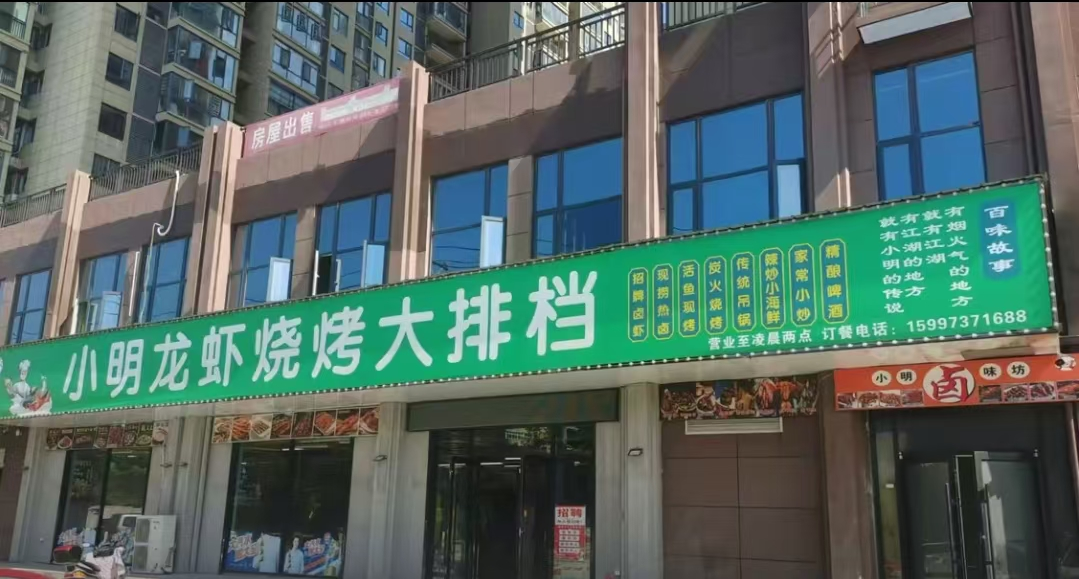 房屋出售
小明龙虾烧烤大排档
招牌卤虾
现捞热卤
活鱼现烤
炭火烧烤
传统吊锅
辣炒小海鲜
家常小炒
精酿啤酒
百味故事
有烟火气的地方
就有江湖
有江湖的地方
就有小明的传说
营业至凌晨两点 订餐电话：15997371688
小明 卤 味坊
招聘